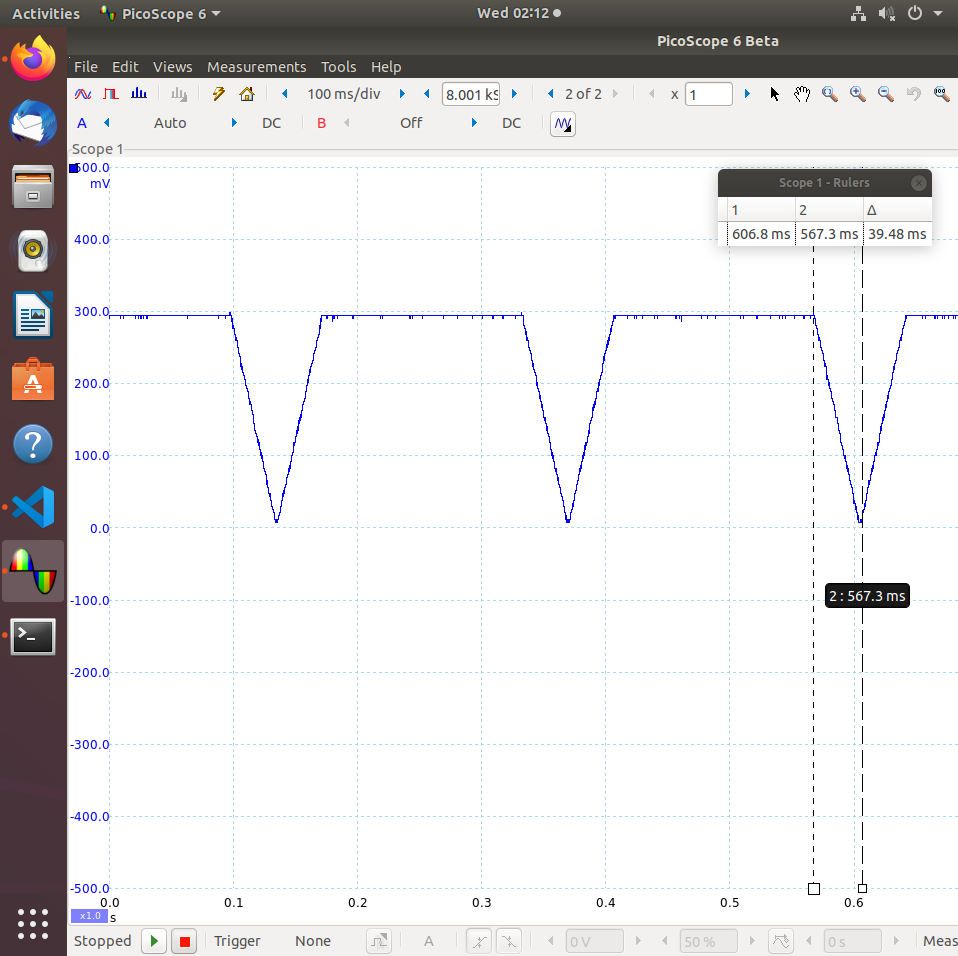 Activities PicoScope 6 Wed 02:12
PicoScope 6 Beta
File Edit Views Measurements Tools Help
100 ms/div 8.001 kS 2 of 2 x 1
A Auto DC B Off DC
Scope 1
500.0
mV
Scope 1 - Rulers
1 2 Δ
606.8 ms 567.3 ms 39.48 ms
400.0
300.0
200.0
100.0
0.0
-100.0
2 : 567.3 ms
-200.0
-300.0
-400.0
-500.0
0.0 0.1 0.2 0.3 0.4 0.5 0.6
x1.0 s
Stopped Trigger None A 0 V 50 % 0 s Meas